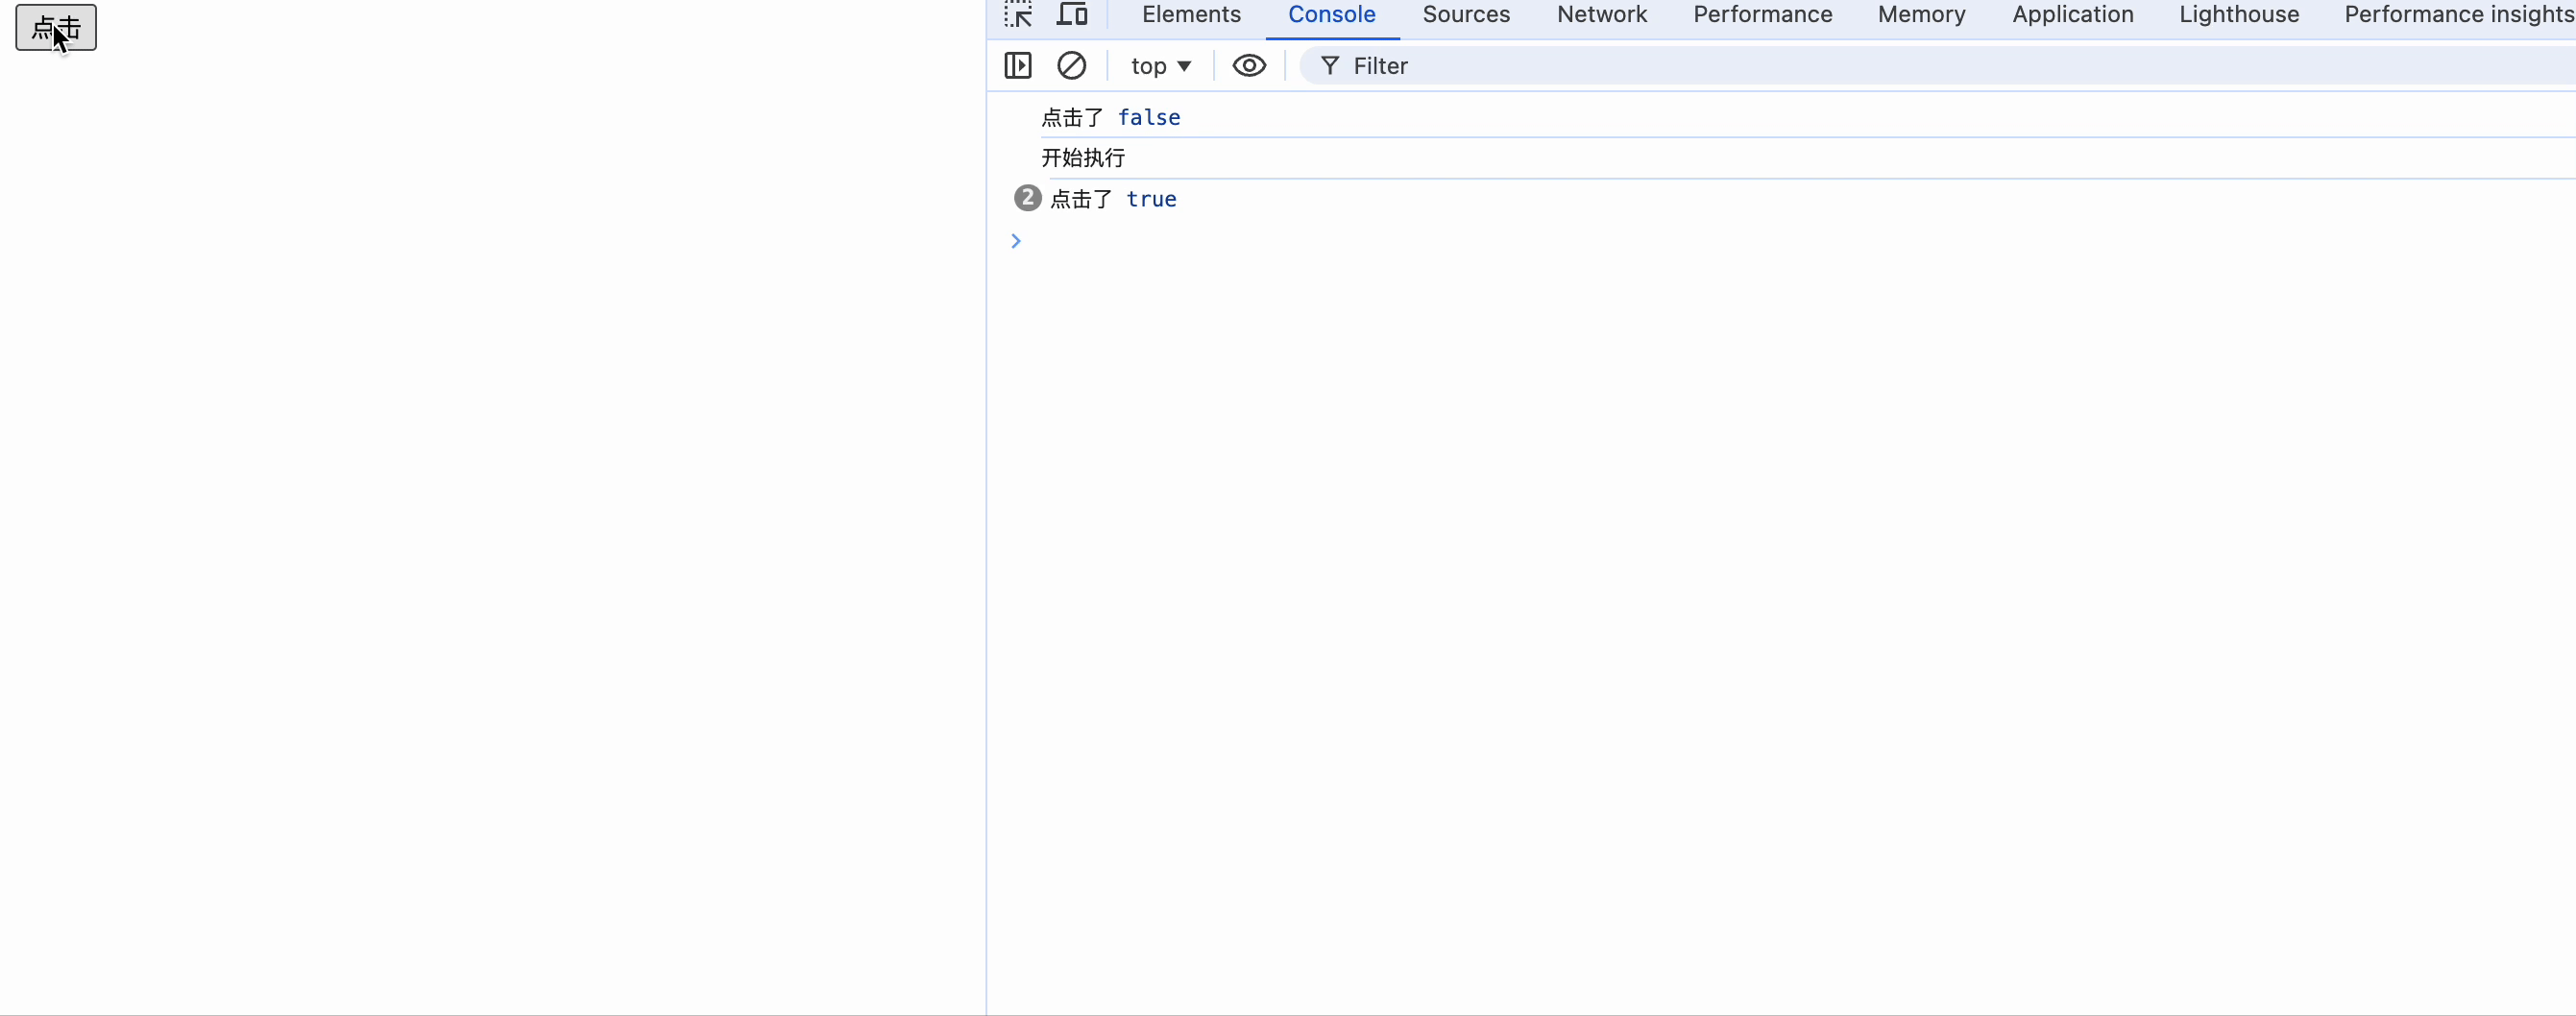 点击
Elements Console Sources Network Performance Memory Application Lighthouse Performance insights
top Filter
点击了 false
开始执行
2 点击了 true